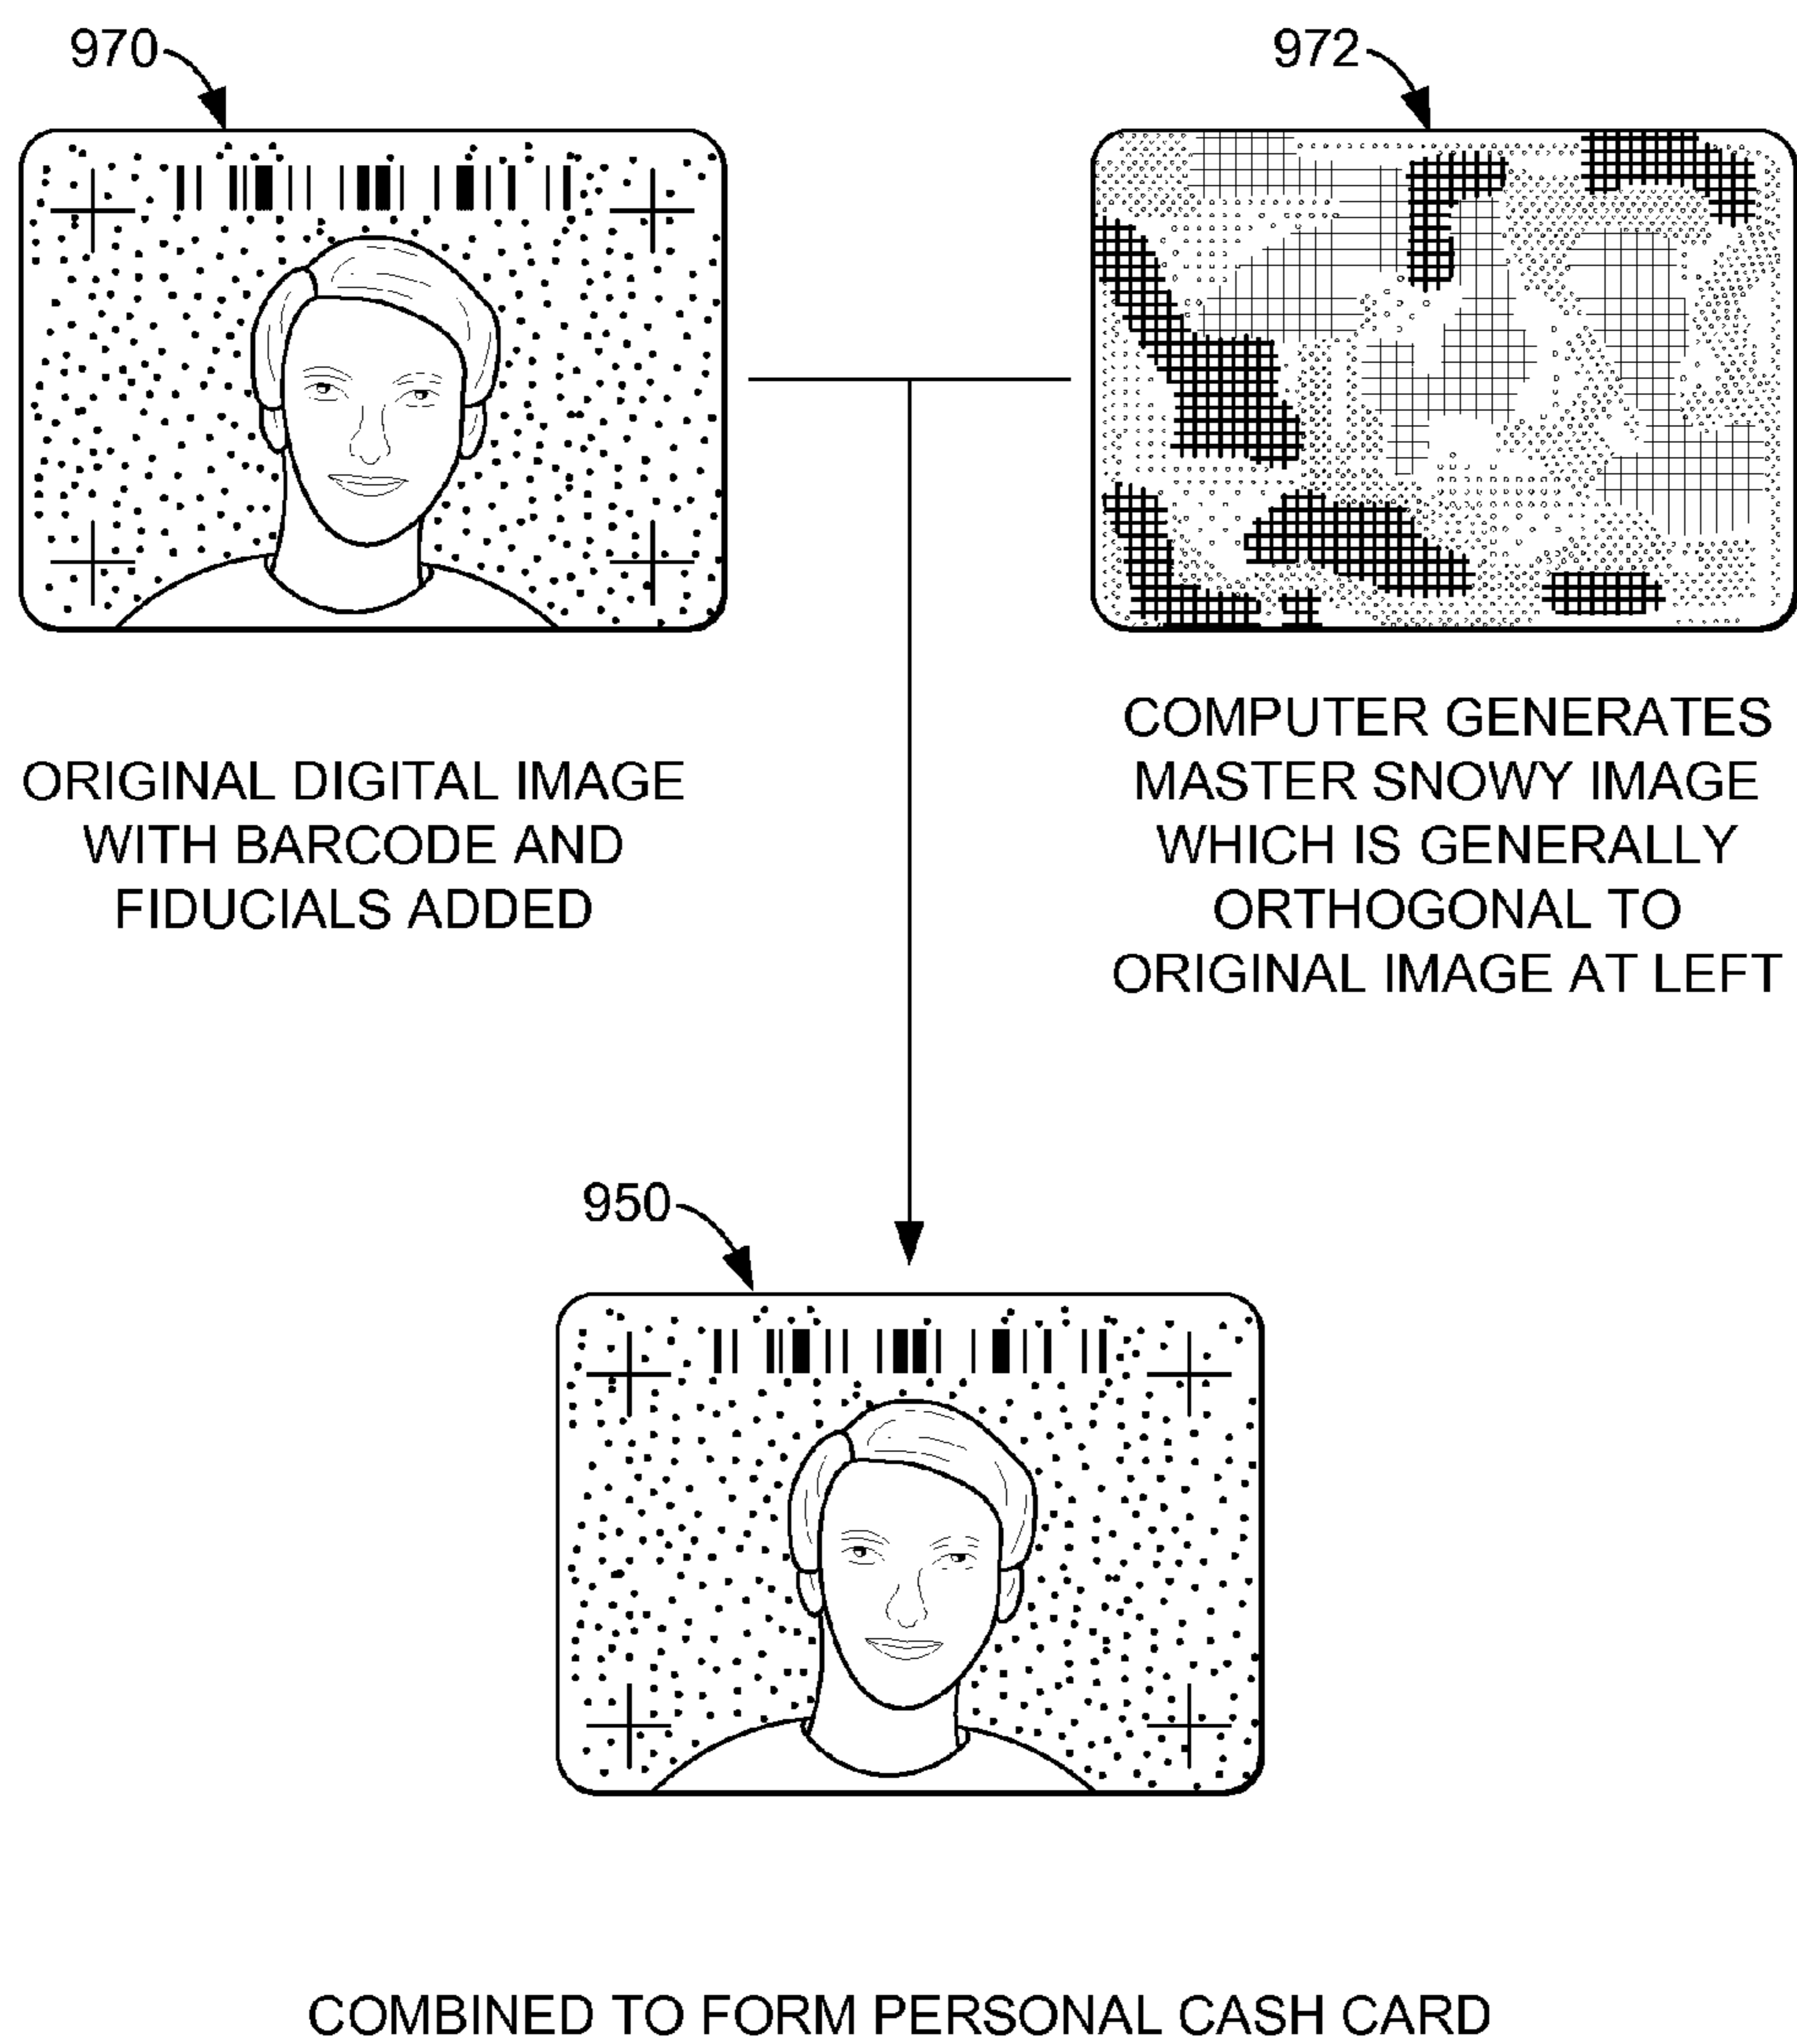 970
972
ORIGINAL DIGITAL IMAGE
WITH BARCODE AND
FIDUCIALS ADDED
COMPUTER GENERATES
MASTER SNOWY IMAGE
WHICH IS GENERALLY
ORTHOGONAL TO
ORIGINAL IMAGE AT LEFT
950
COMBINED TO FORM PERSONAL CASH CARD